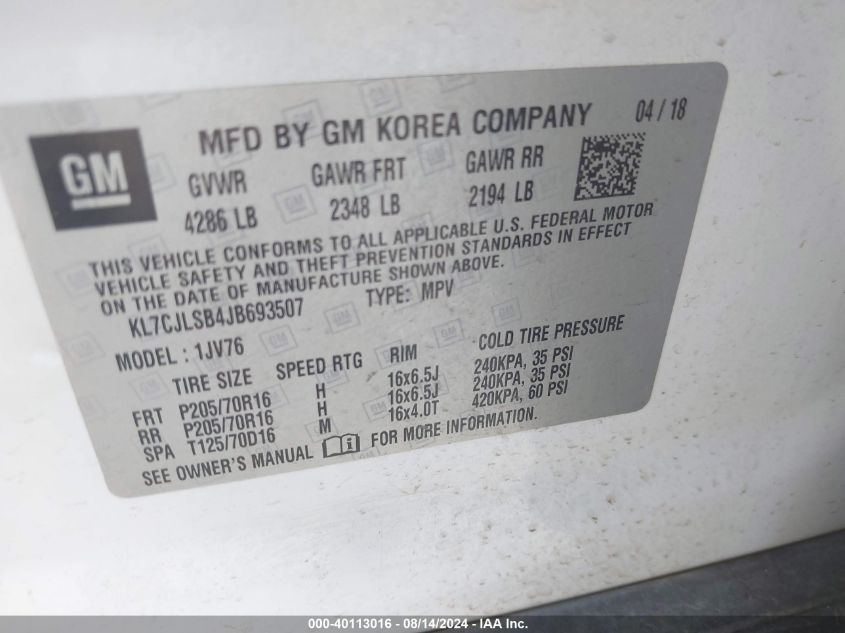 GM
MFD BY GM KOREA COMPANY 04 / 18
GVWR GAWR FRT GAWR RR
4286 LB 2348 LB 2194 LB
THIS VEHICLE CONFORMS TO ALL APPLICABLE U.S. FEDERAL MOTOR
VEHICLE SAFETY AND THEFT PREVENTION STANDARDS IN EFFECT
ON THE DATE OF MANUFACTURE SHOWN ABOVE.
KL7CJLSB4JB693507 TYPE: MPV
MODEL : 1JV76
TIRE SIZE SPEED RTG RIM COLD TIRE PRESSURE
FRT P205/70R16 H 16x6.5J 240KPA, 35 PSI
RR P205/70R16 H 16x6.5J 240KPA, 35 PSI
SPA T125/70D16 M 16x4.0T 420KPA, 60 PSI
SEE OWNER'S MANUAL i FOR MORE INFORMATION.
000-40113016 - 08/14/2024 - IAA Inc.